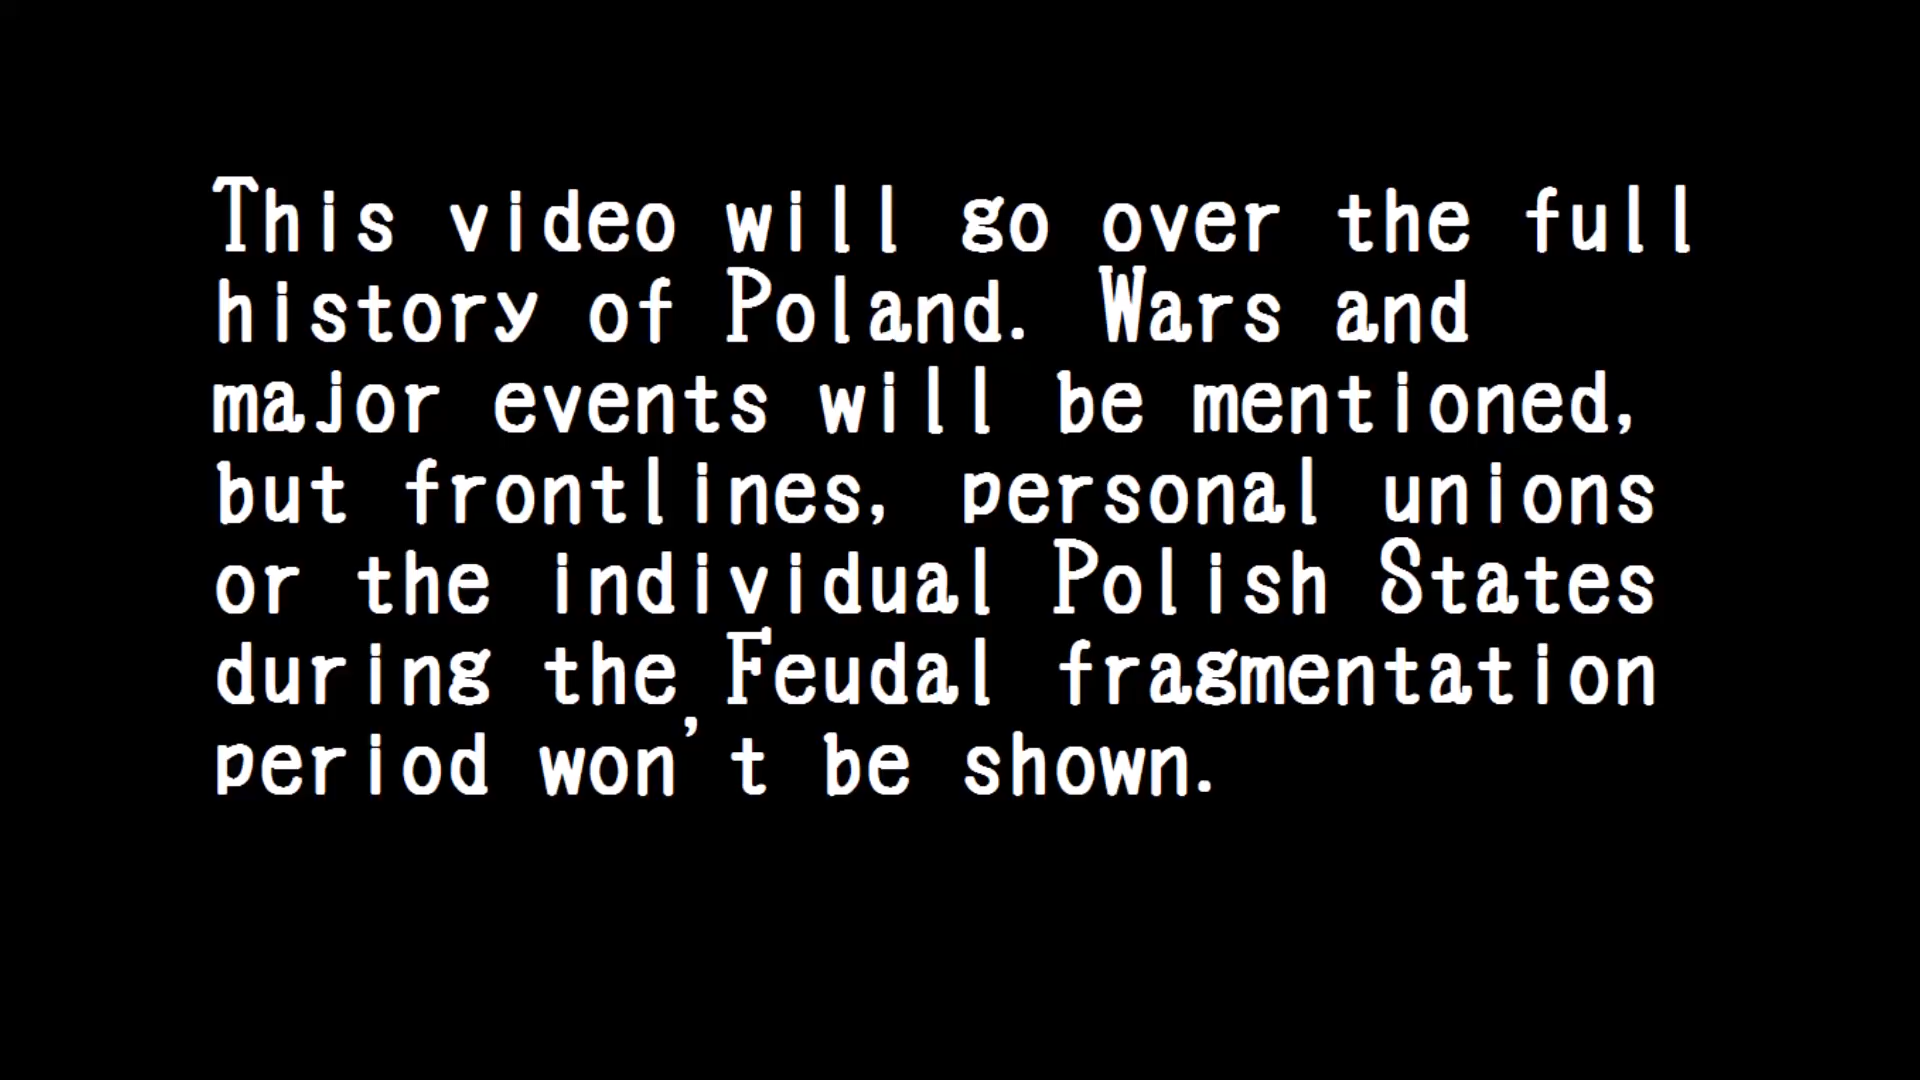 This video will go over the full
history of Poland. Wars and
major events will be mentioned,
but frontlines, personal unions
or the individual Polish States
during the Feudal fragmentation
period won't be shown.